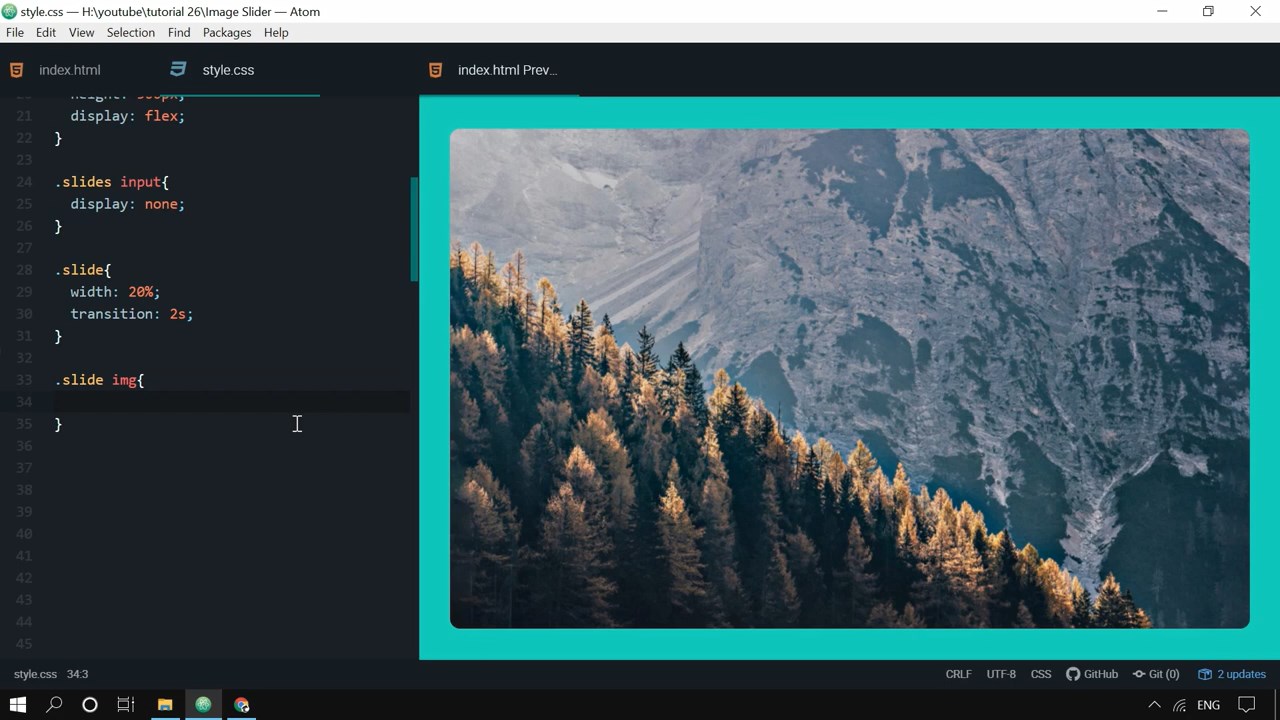 style.css — H:\youtube\tutorial 26\Image Slider — Atom
File Edit View Selection Find Packages Help
index.html style.css index.html Prev...
21 display: flex;
22 }
23
24 .slides input{
25 display: none;
26 }
27
28 .slide{
29 width: 20%;
30 transition: 2s;
31 }
32
33 .slide img{
34
35 }
36
37
38
39
40
41
42
43
44
45
style.css 34:3 CRLF UTF-8 CSS GitHub Git (0) 2 updates
ENG